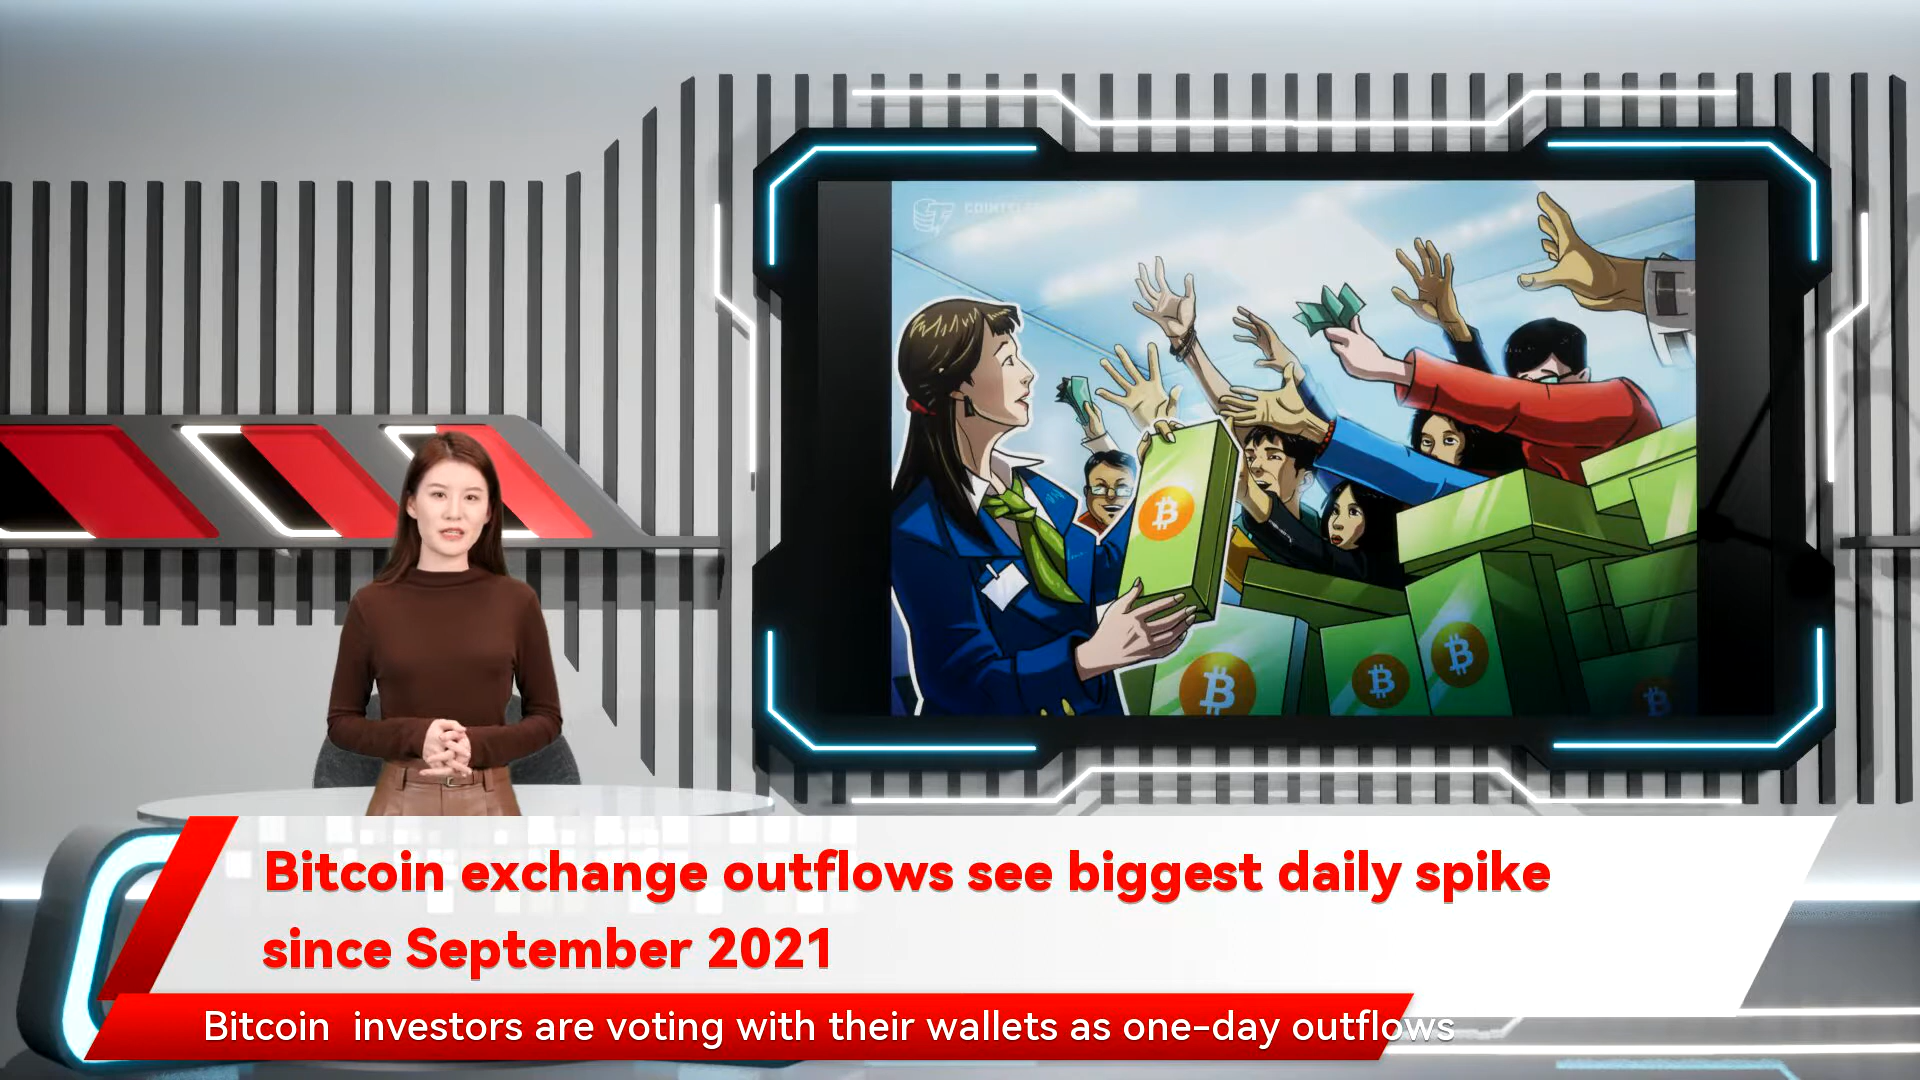 Bitcoin exchange outflows see biggest daily spike
since September 2021
Bitcoin  investors are voting with their wallets as one-day outflows